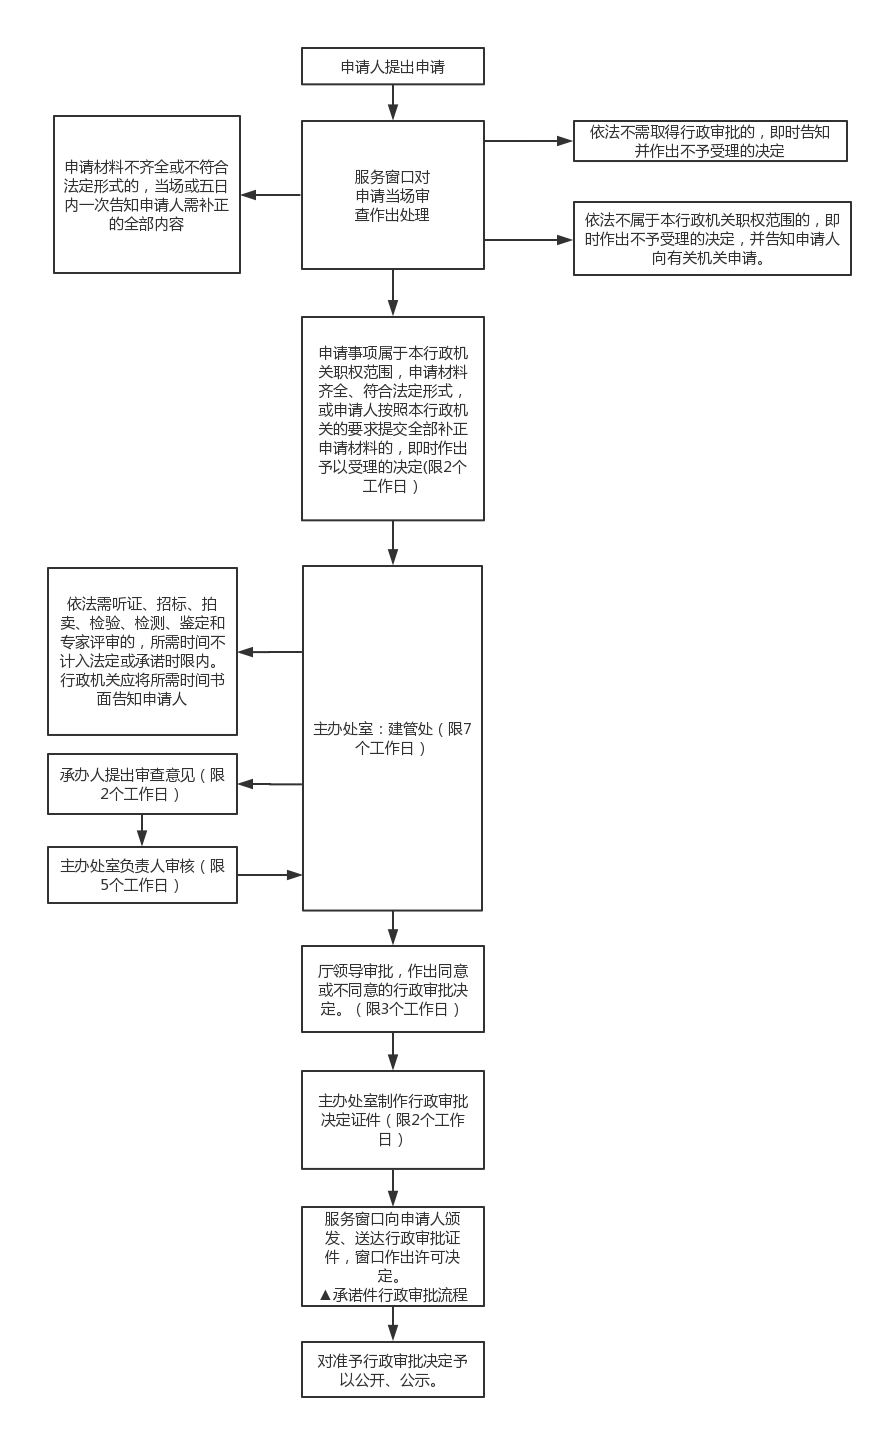 申请人提出申请
依法不需取得行政审批的，即时告知
并作出不予受理的决定
申请材料不齐全或不符合
法定形式的，当场或五日
内一次告知申请人需补正
的全部内容
服务窗口对
申请当场审
查作出处理
依法不属于本行政机关职权范围的，即
时作出不予受理的决定，并告知申请人
向有关机关申请。
申请事项属于本行政机
关职权范围，申请材料
齐全、符合法定形式，
或申请人按照本行政机
关的要求提交全部补正
申请材料的，即时作出
予以受理的决定(限2个
工作日）
依法需听证、招标、拍
卖、检验、检测、鉴定和
专家评审的，所需时间不
计入法定或承诺时限内。
行政机关应将所需时间书
面告知申请人
主办处室：建管处（限7
个工作日）
承办人提出审查意见（限
2个工作日）
主办处室负责人审核（限
5个工作日）
厅领导审批，作出同意
或不同意的行政审批决
定。（限3个工作日）
主办处室制作行政审批
决定证件（限2个工作
日）
服务窗口向申请人颁
发、送达行政审批证
件，窗口作出许可决
定。
▲承诺件行政审批流程
对准予行政审批决定予
以公开、公示。